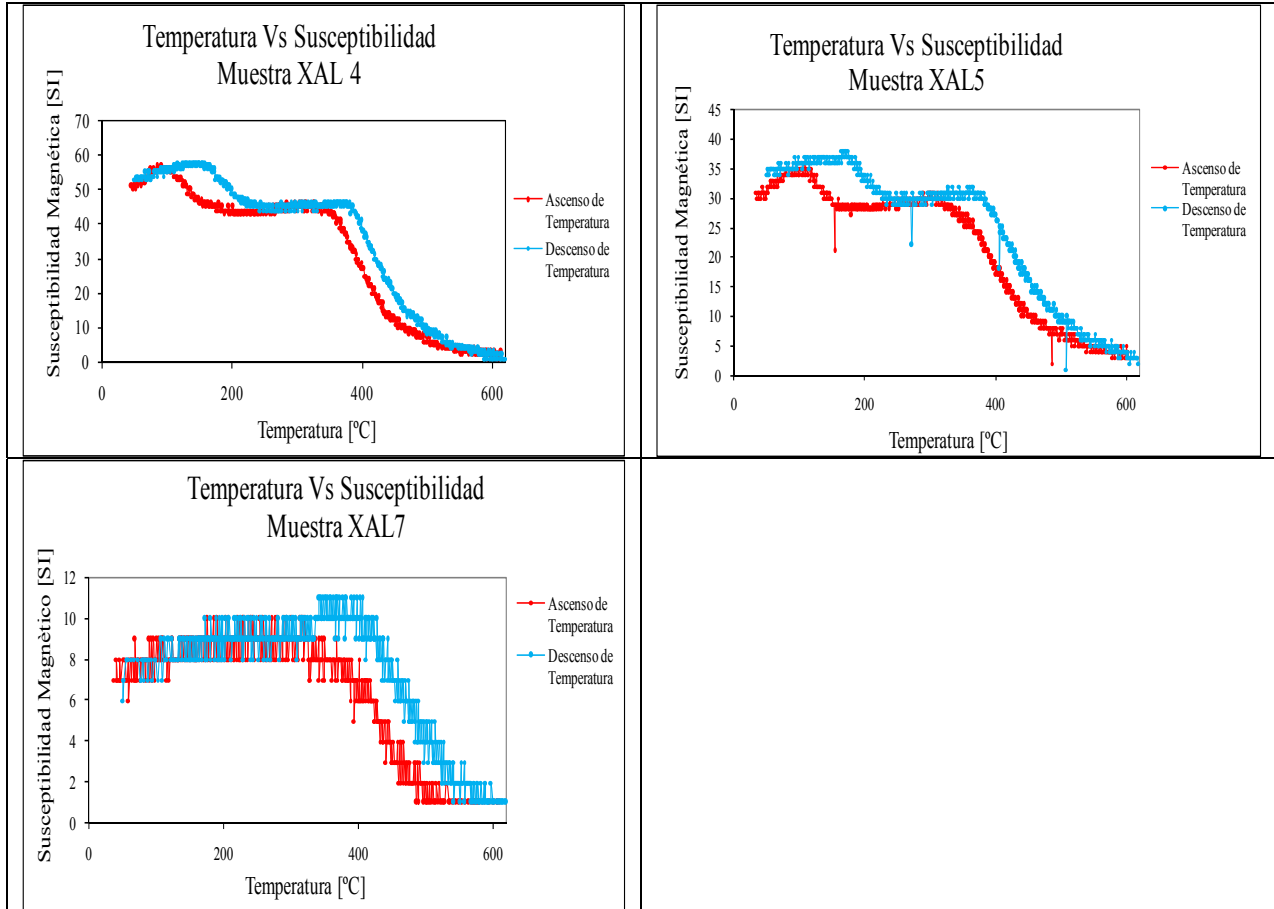 Temperatura Vs Susceptibilidad
Muestra XAL 4
Susceptibilidad Magnética [SI]
70
60
50
40
30
20
10
0
0 200 400 600
Temperatura [ºC]
Ascenso de
Temperatura
Descenso de
Temperatura
Temperatura Vs Susceptibilidad
Muestra XAL5
Susceptibilidad Magnética [SI]
45
40
35
30
25
20
15
10
5
0
0 200 400 600
Temperatura [ºC]
Ascenso de
Temperatura
Descenso de
Temperatura
Temperatura Vs Susceptibilidad
Muestra XAL7
Susceptibilidad Magnètico [SI]
12
10
8
6
4
2
0
0 200 400 600
Temperatura [ºC]
Ascenso de
Temperatura
Descenso de
Temperatura